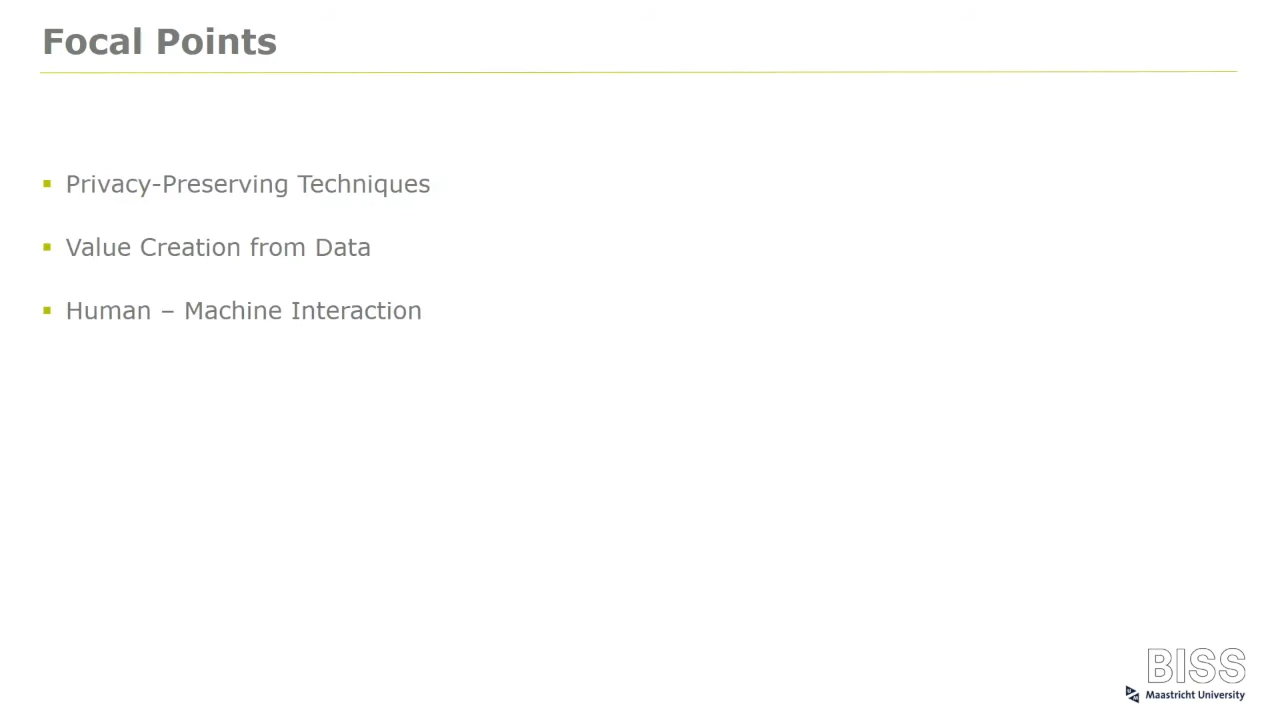 Focal Points
Privacy-Preserving Techniques
Value Creation from Data
Human – Machine Interaction
BISS
Maastricht University